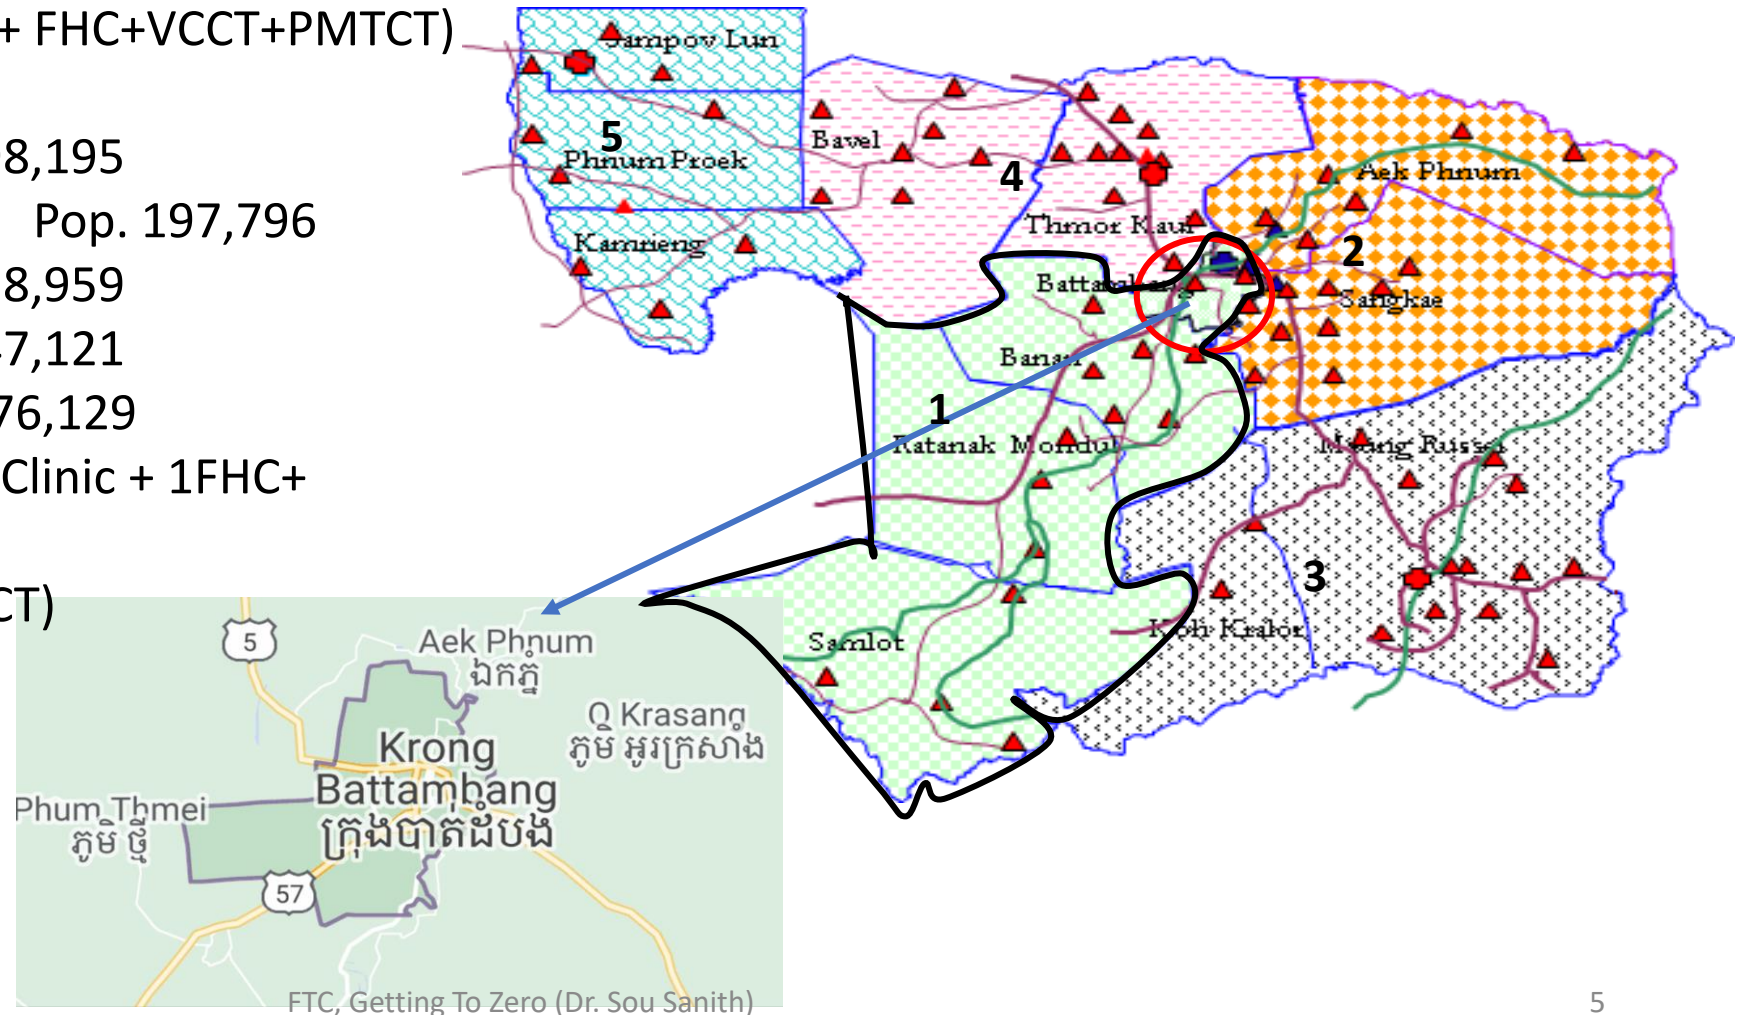 + FHC+VCCT+PMTCT)
8,195
Pop. 197,796
8,959
47,121
76,129
Clinic + 1FHC+
CT)
Sampov Lun
5
Phnum Proek
Kamrieng
Bavel
4
Thmor Kaul
Aek Phnum
2
Sangkae
Battambang
Banan
1
Ratanak Mondul
Samlot
Moung Russei
3
Koh Kralor
5
Aek Phnum
ឯកភ្នំ
O Krasang
ភូមិ អូរក្រសាំង
Krong
Battambang
ក្រុងបាត់ដំបង
Phum Thmei
ភូមិ ថ្មី
57
FTC, Getting To Zero (Dr. Sou Sanith)
5